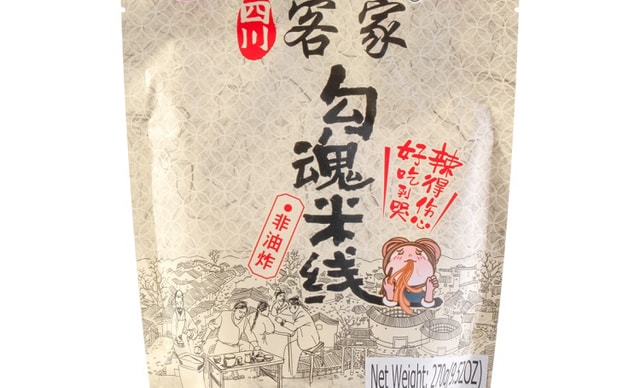 四川
客家
勾魂米线
非油炸
辣得伤心
好吃到哭
Net Weight: 270g(9.52OZ)